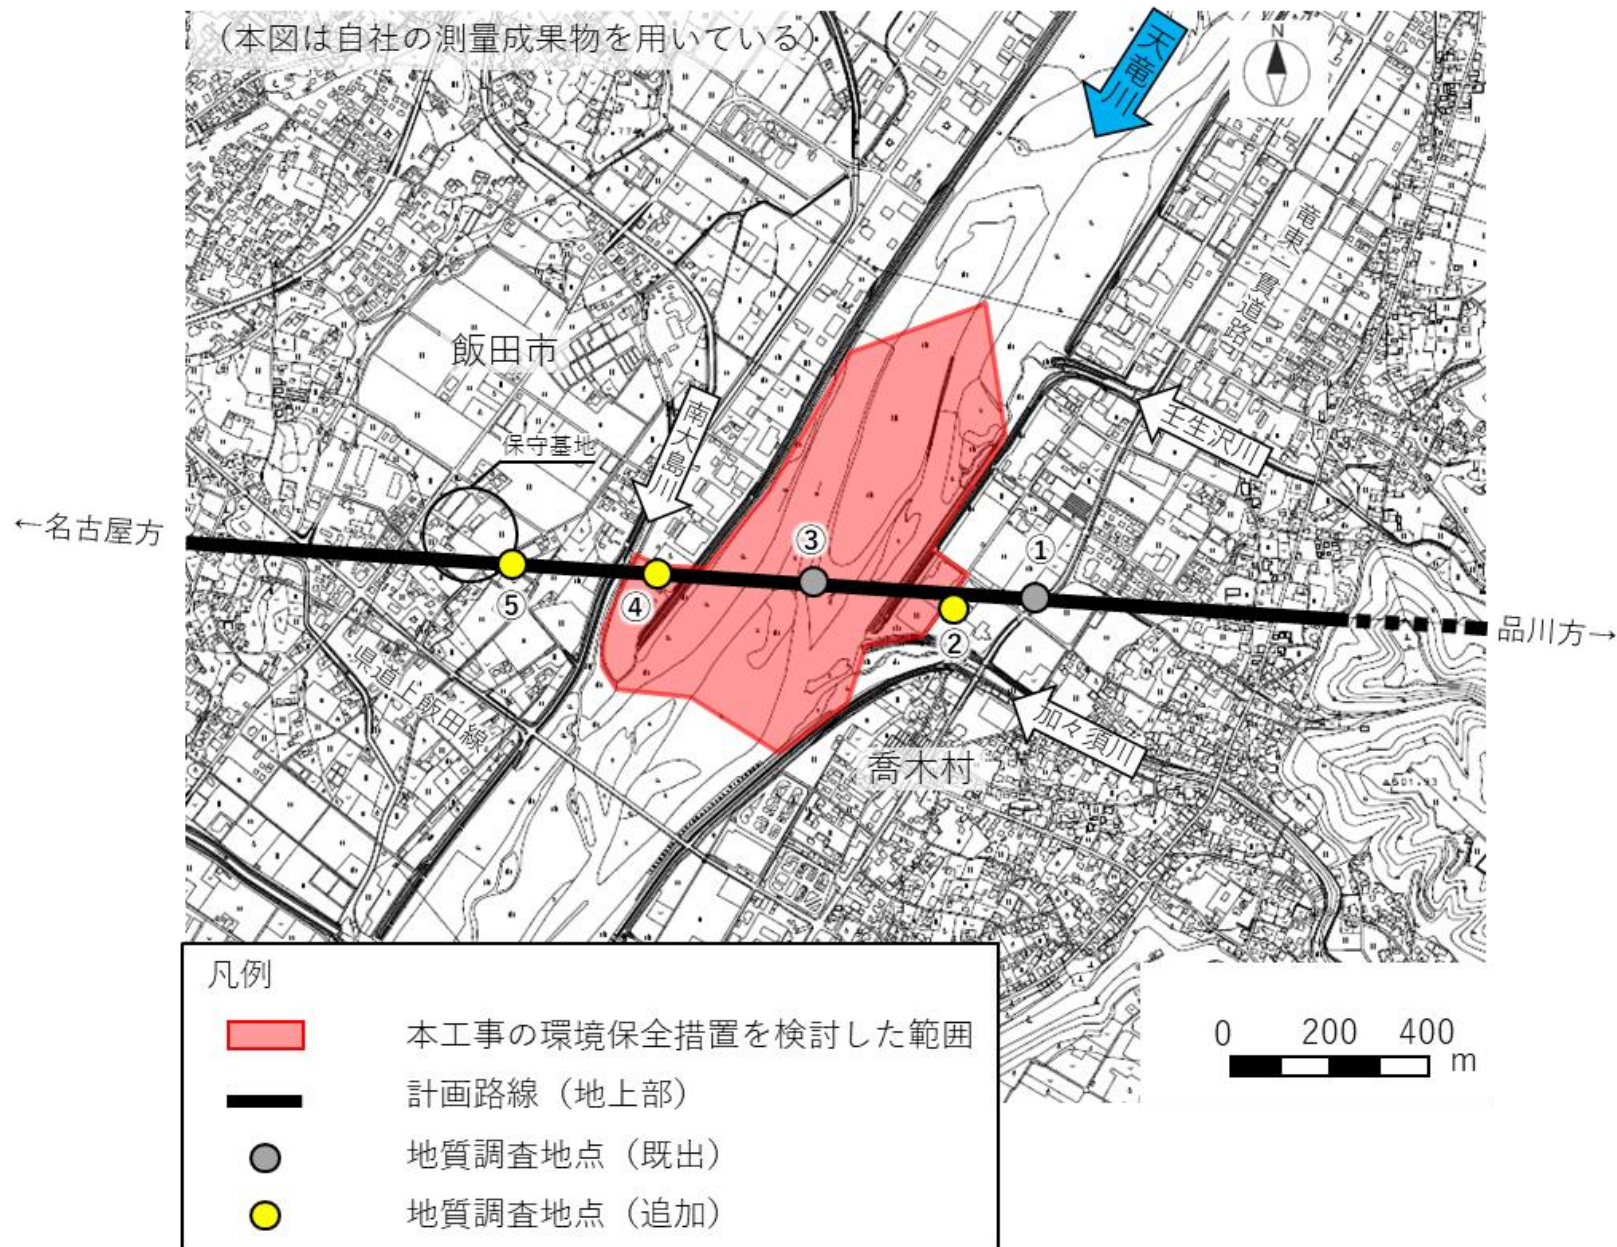 （本図は自社の測量成果物を用いている）
天竜川
N
竜東一貫道路
飯田市
南大島川
保守基地
壬生沢川
←名古屋方
③
①
⑤
④
②
品川方→
県道上飯田線
加々須川
喬木村
凡例
本工事の環境保全措置を検討した範囲
計画路線（地上部）
地質調査地点（既出）
地質調査地点（追加）
0 200 400
m